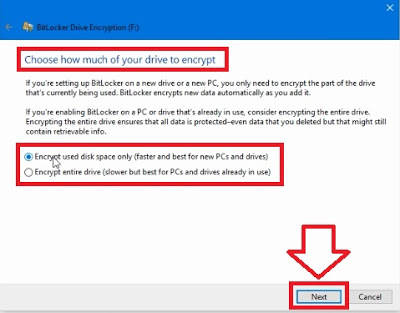 BitLocker Drive Encryption (F:)
Choose how much of your drive to encrypt
If you're setting up BitLocker on a new drive or a new PC, you only need to encrypt the part of the drive
that's currently being used. BitLocker encrypts new data automatically as you add it.
If you're enabling BitLocker on a PC or drive that's already in use, consider encrypting the entire drive.
Encrypting the entire drive ensures that all data is protected–even data that you deleted but that might still
contain retrievable info.
Encrypt used disk space only (faster and best for new PCs and drives)
Encrypt entire drive (slower but best for PCs and drives already in use)
Next
Cancel